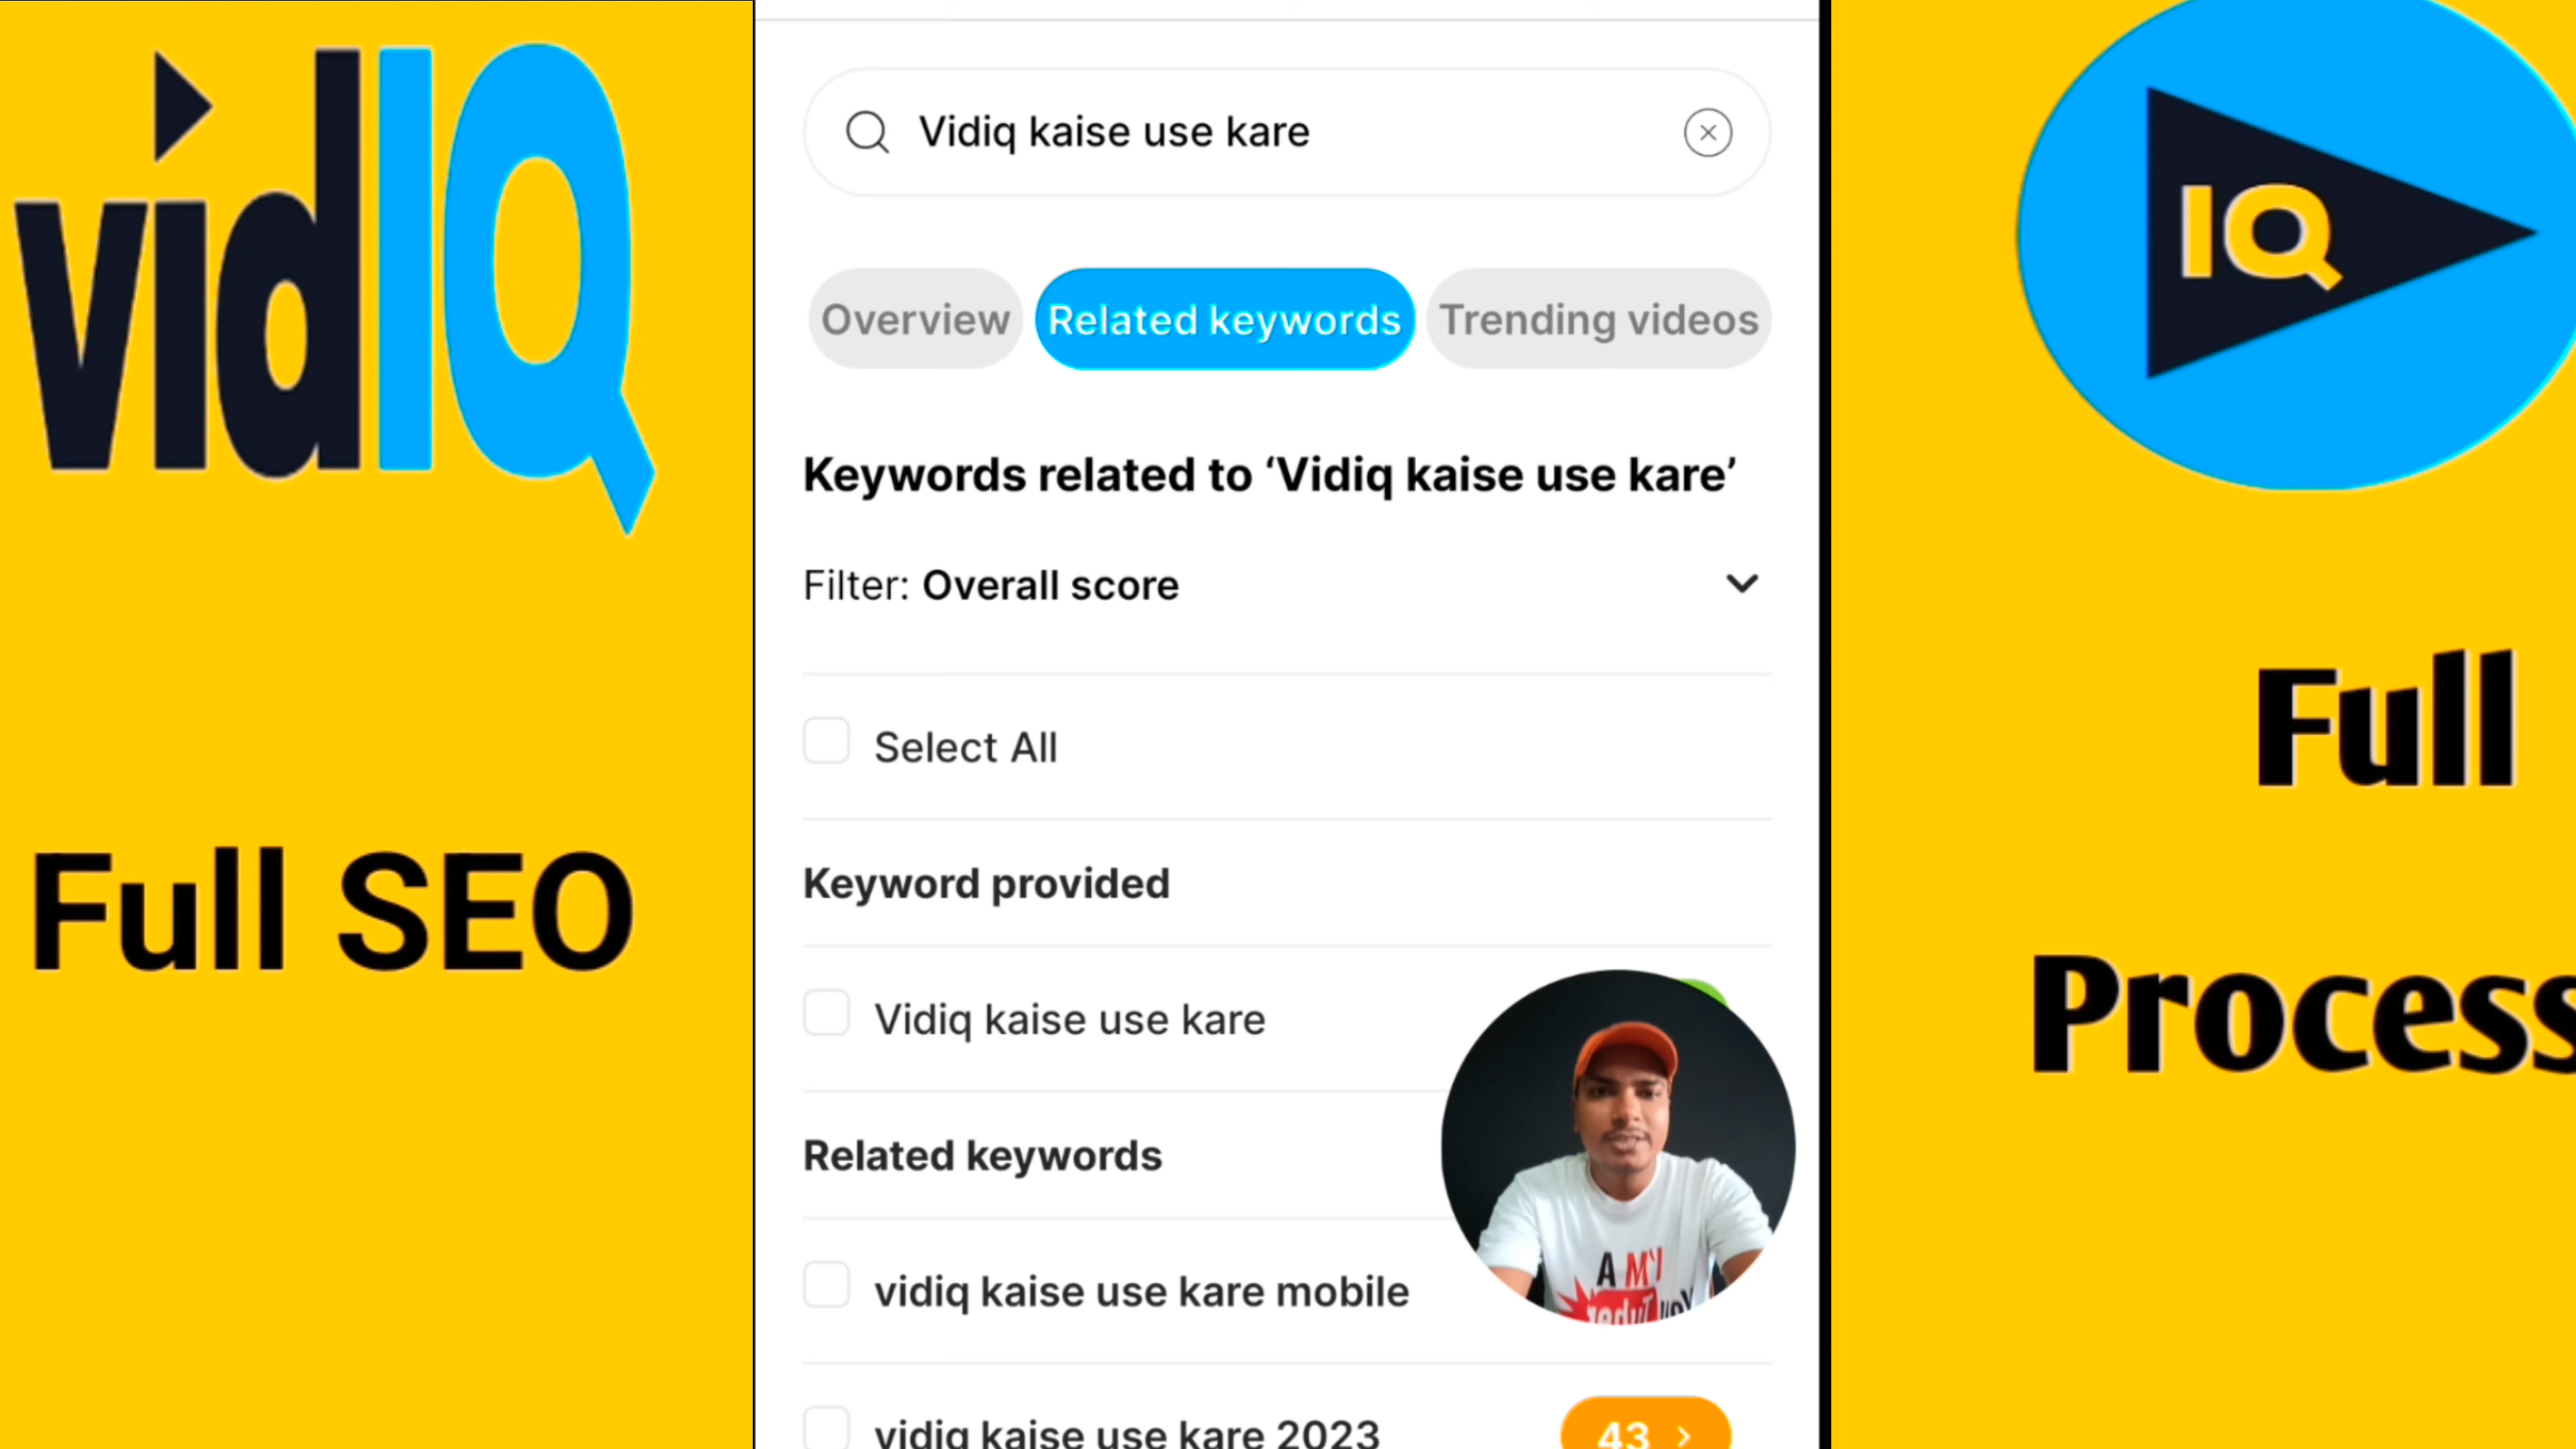 vidIQ
Full SEO
Vidiq kaise use kare
Overview
Related keywords
Trending videos
Keywords related to ‘Vidiq kaise use kare’
Filter: Overall score
Select All
Keyword provided
Vidiq kaise use kare
Related keywords
vidiq kaise use kare mobile
vidiq kaise use kare 2023
43
A MY
IQ
Full
Process